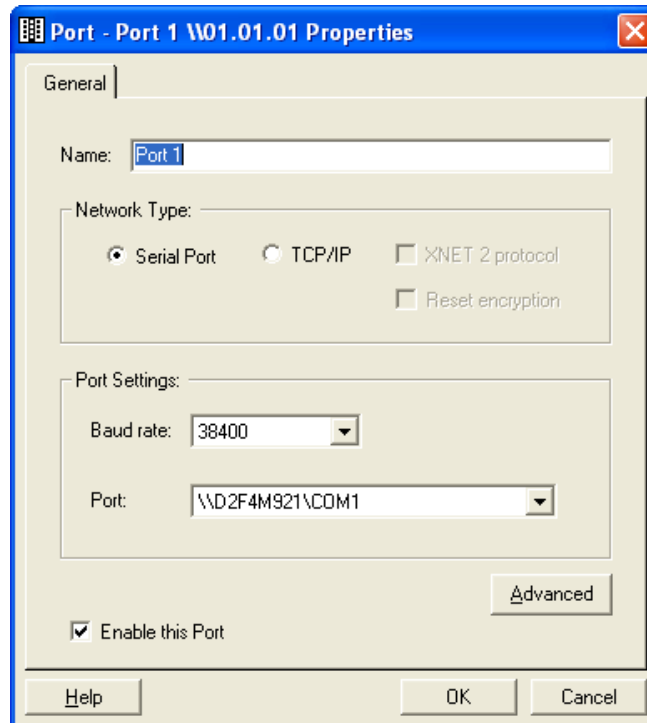 Port - Port 1 \\01.01.01 Properties
General
Name: Port 1
Network Type:
Serial Port TCP/IP XNET 2 protocol
Reset encryption
Port Settings:
Baud rate: 38400
Port: \\D2F4M921\COM1
Advanced
Enable this Port
Help OK Cancel